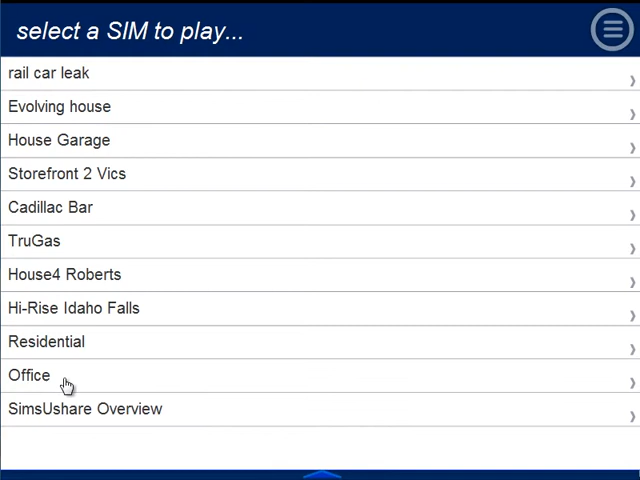 select a SIM to play...
rail car leak
Evolving house
House Garage
Storefront 2 Vics
Cadillac Bar
TruGas
House4 Roberts
Hi-Rise Idaho Falls
Residential
Office
SimsUshare Overview